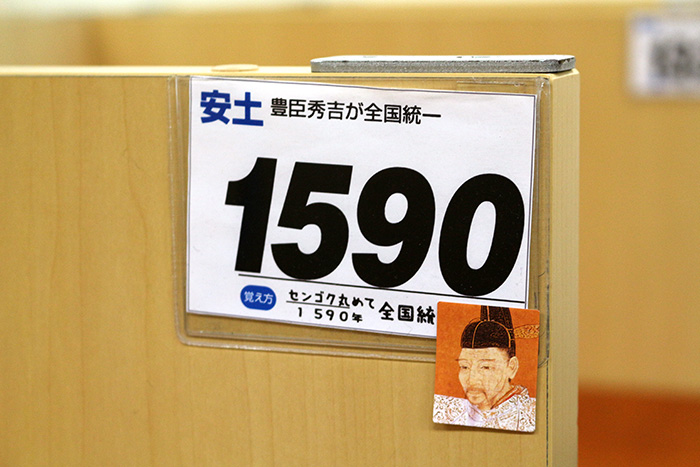 安土 豊臣秀吉が全国統一
1590
覚え方 センゴク丸めて 全国統
1590年